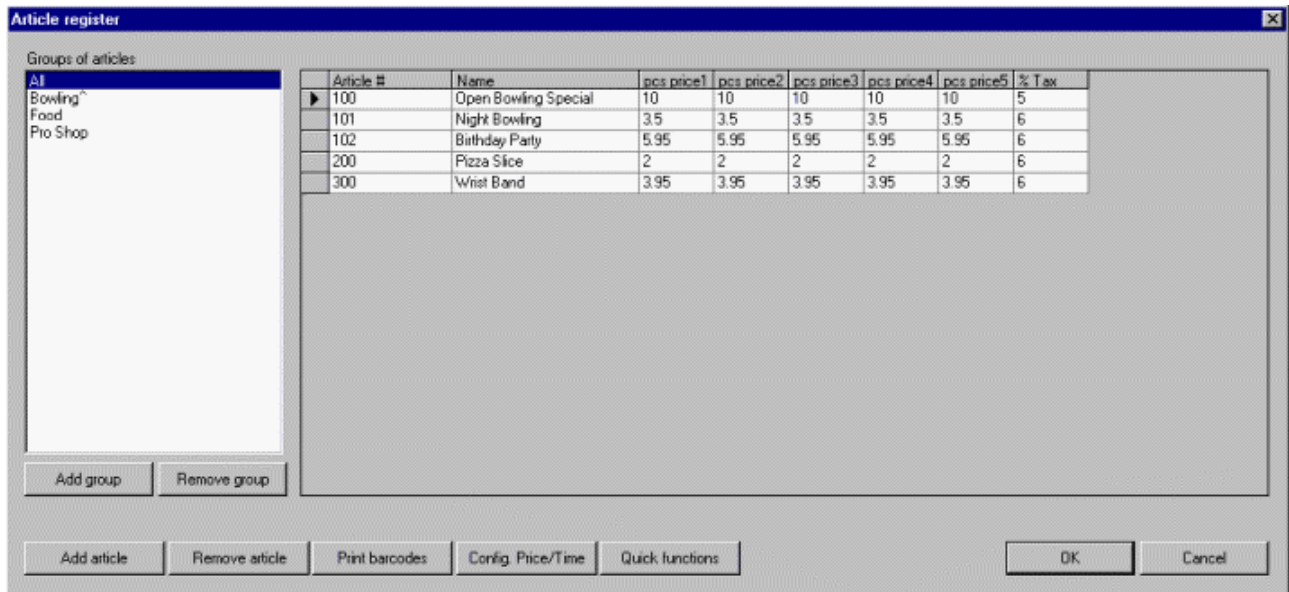 Article register
Groups of articles
All
Bowling^
Food
Pro Shop
Article # Name pcs price1 pcs price2 pcs price3 pcs price4 pcs price5 % Tax
100 Open Bowling Special 10 10 10 10 10 5
101 Night Bowling 3.5 3.5 3.5 3.5 3.5 6
102 Birthday Party 5.95 5.95 5.95 5.95 5.95 6
200 Pizza Slice 2 2 2 2 2 6
300 Wrist Band 3.95 3.95 3.95 3.95 3.95 6
Add group Remove group
Add article Remove article Print barcodes Config. Price/Time Quick functions OK Cancel